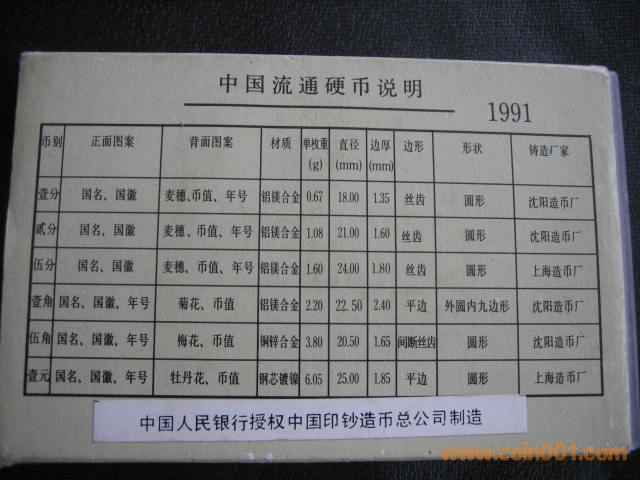 中国流通硬币说明
1991
币别 正面图案 背面图案 材质 单枚重(g) 直径(mm) 边厚(mm) 边形 形状 铸造厂家
壹分 国名、国徽 麦穗、币值、年号 铝镁合金 0.67 18.00 1.35 丝齿 圆形 沈阳造币厂
贰分 国名、国徽 麦穗、币值、年号 铝镁合金 1.08 21.00 1.60 丝齿 圆形 沈阳造币厂
伍分 国名、国徽 麦穗、币值、年号 铝镁合金 1.60 24.00 1.80 丝齿 圆形 上海造币厂
壹角 国名、国徽、年号 菊花、币值 铝镁合金 2.20 22.50 2.40 平边 外圆内九边形 沈阳造币厂
伍角 国名、国徽、年号 梅花、币值 铜锌合金 3.80 20.50 1.65 间断丝齿 圆形 沈阳造币厂
壹元 国名、国徽、年号 牡丹花、币值 钢芯镀镍 6.05 25.00 1.85 平边 圆形 上海造币厂
中国人民银行授权中国印钞造币总公司制造
www.coin001.com